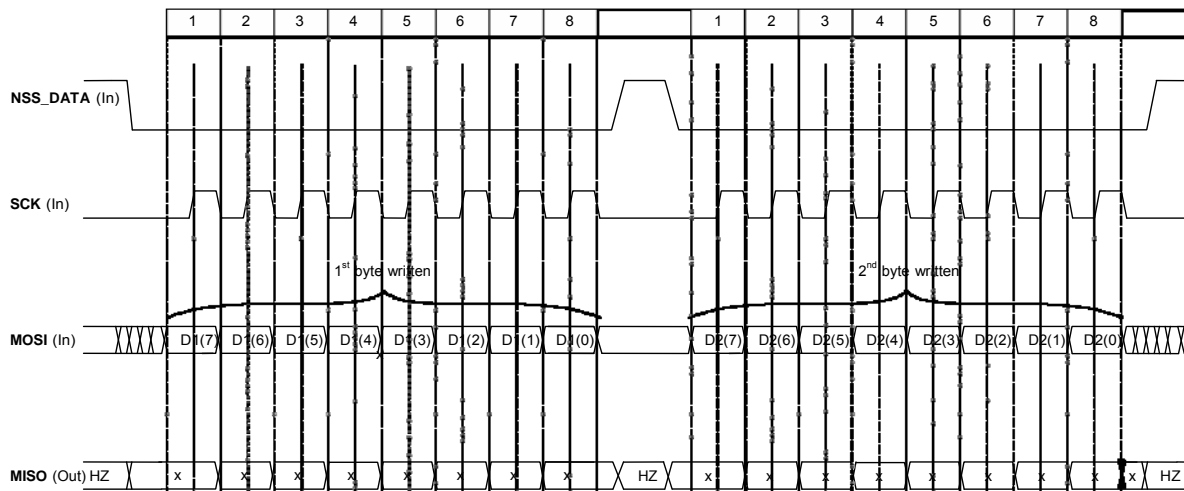 1 2 3 4 5 6 7 8 1 2 3 4 5 6 7 8
NSS_DATA (In)
SCK (In)
1st byte written 2nd byte written
MOSI (In) D1(7) D1(6) D1(5) D1(4) D1(3) D1(2) D1(1) D1(0) D2(7) D2(6) D2(5) D2(4) D2(3) D2(2) D2(1) D2(0)
MISO (Out) HZ x x x x x x x x HZ x x x x x x x x x HZ